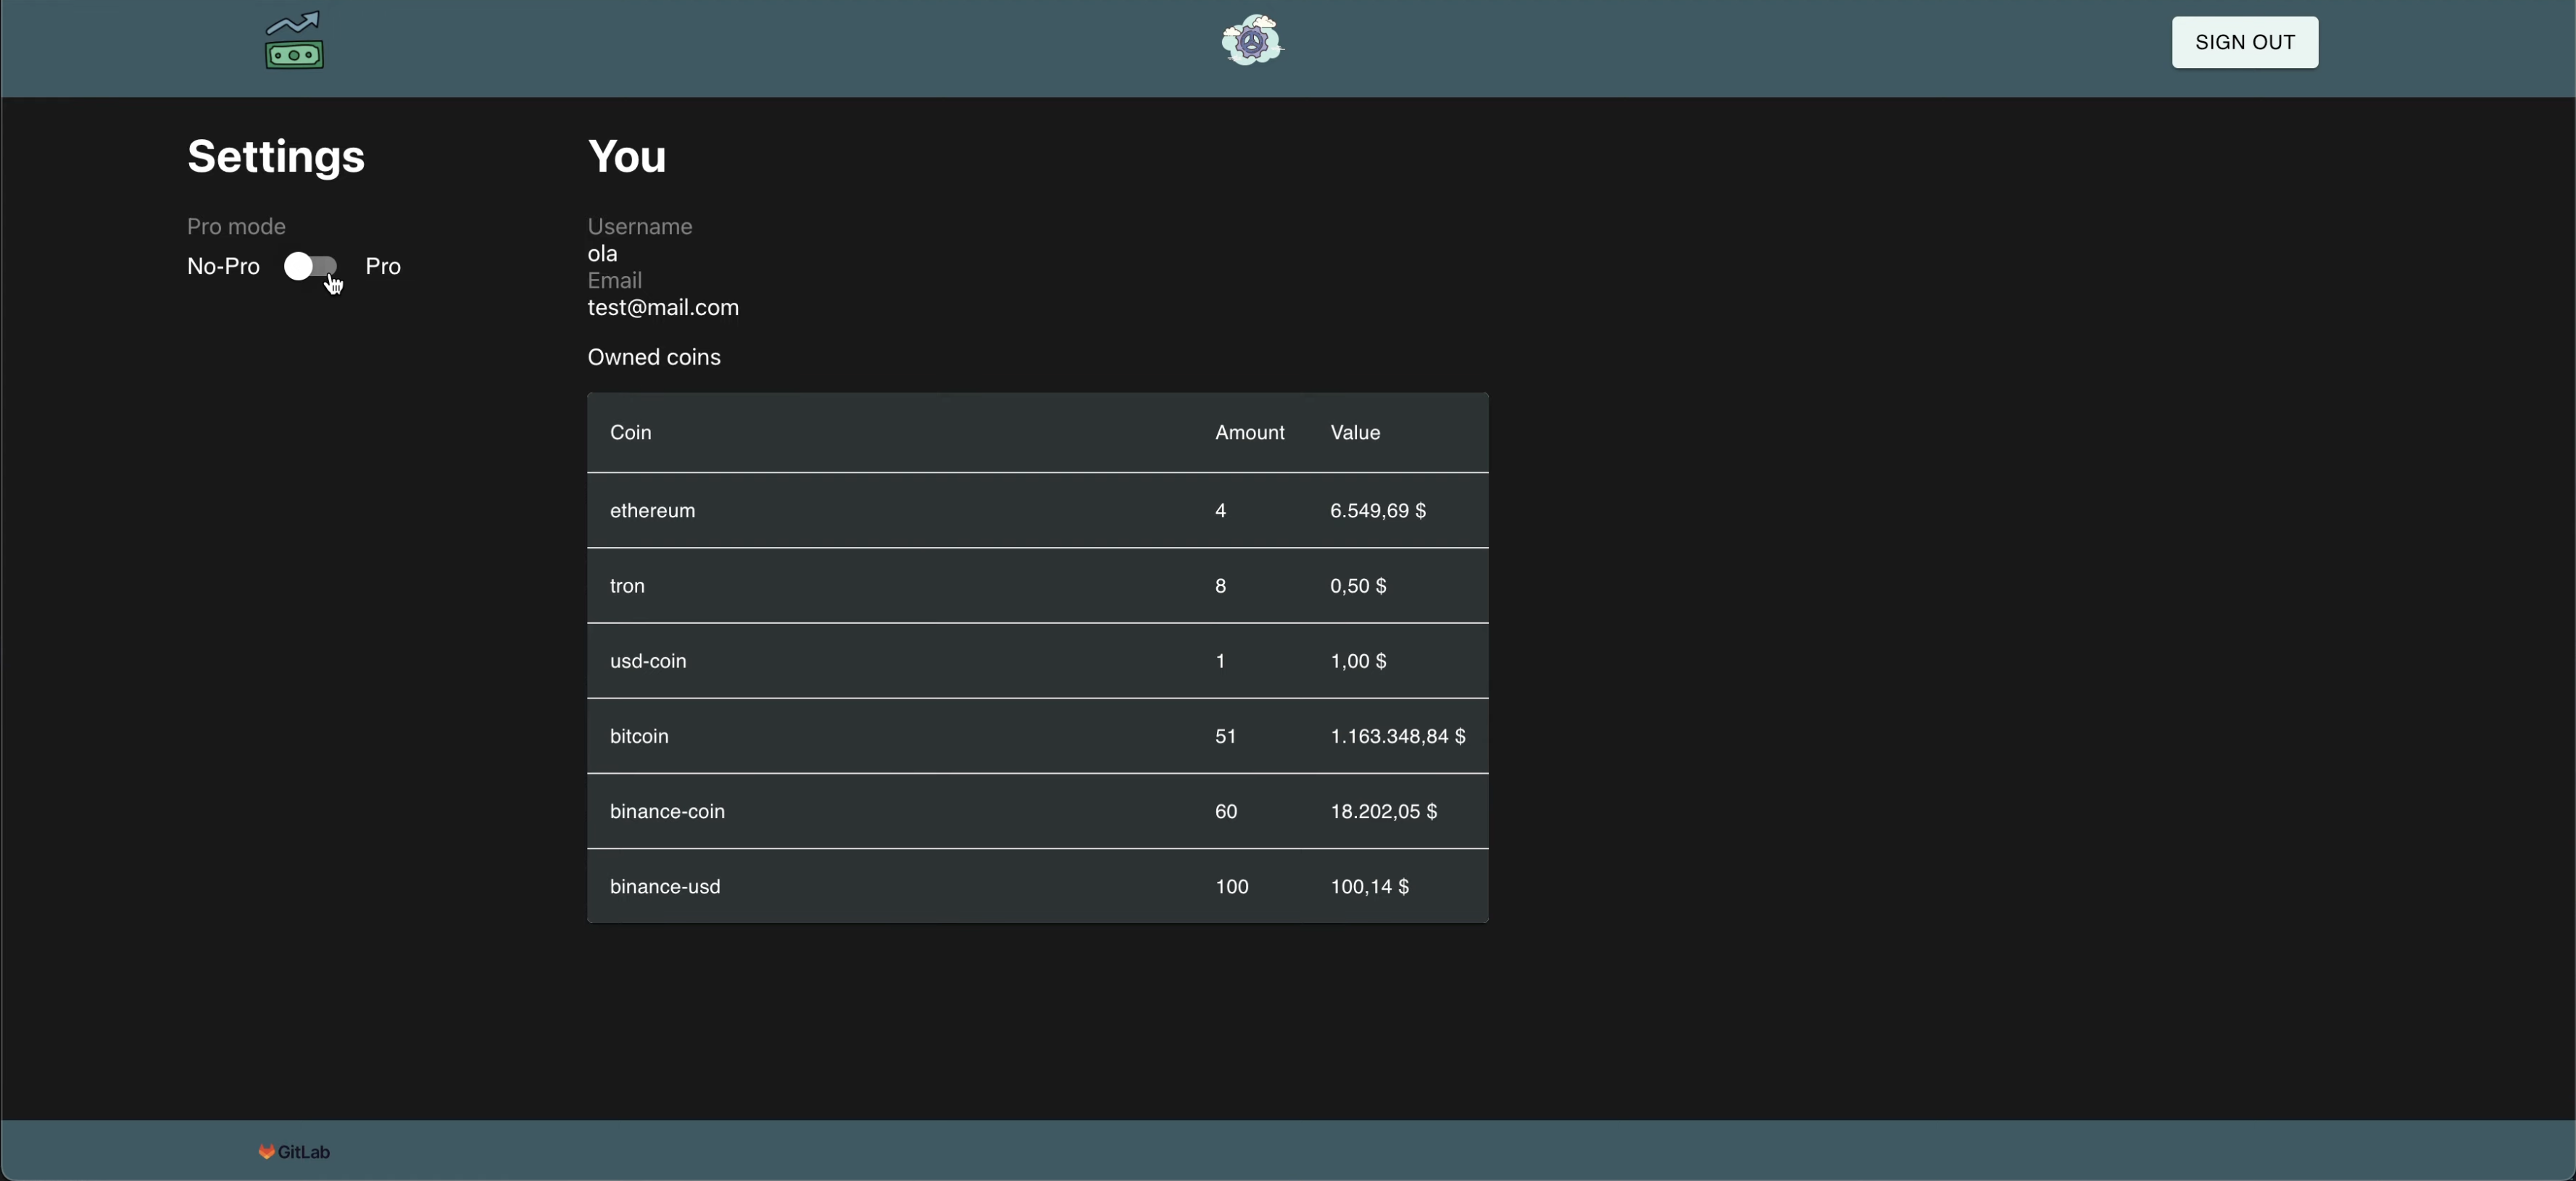 SIGN OUT
Settings
Pro mode
No-Pro Pro
You
Username
ola
Email
test@mail.com
Owned coins
Coin Amount Value
ethereum 4 6.549,69 $
tron 8 0,50 $
usd-coin 1 1,00 $
bitcoin 51 1.163.348,84 $
binance-coin 60 18.202,05 $
binance-usd 100 100,14 $
GitLab